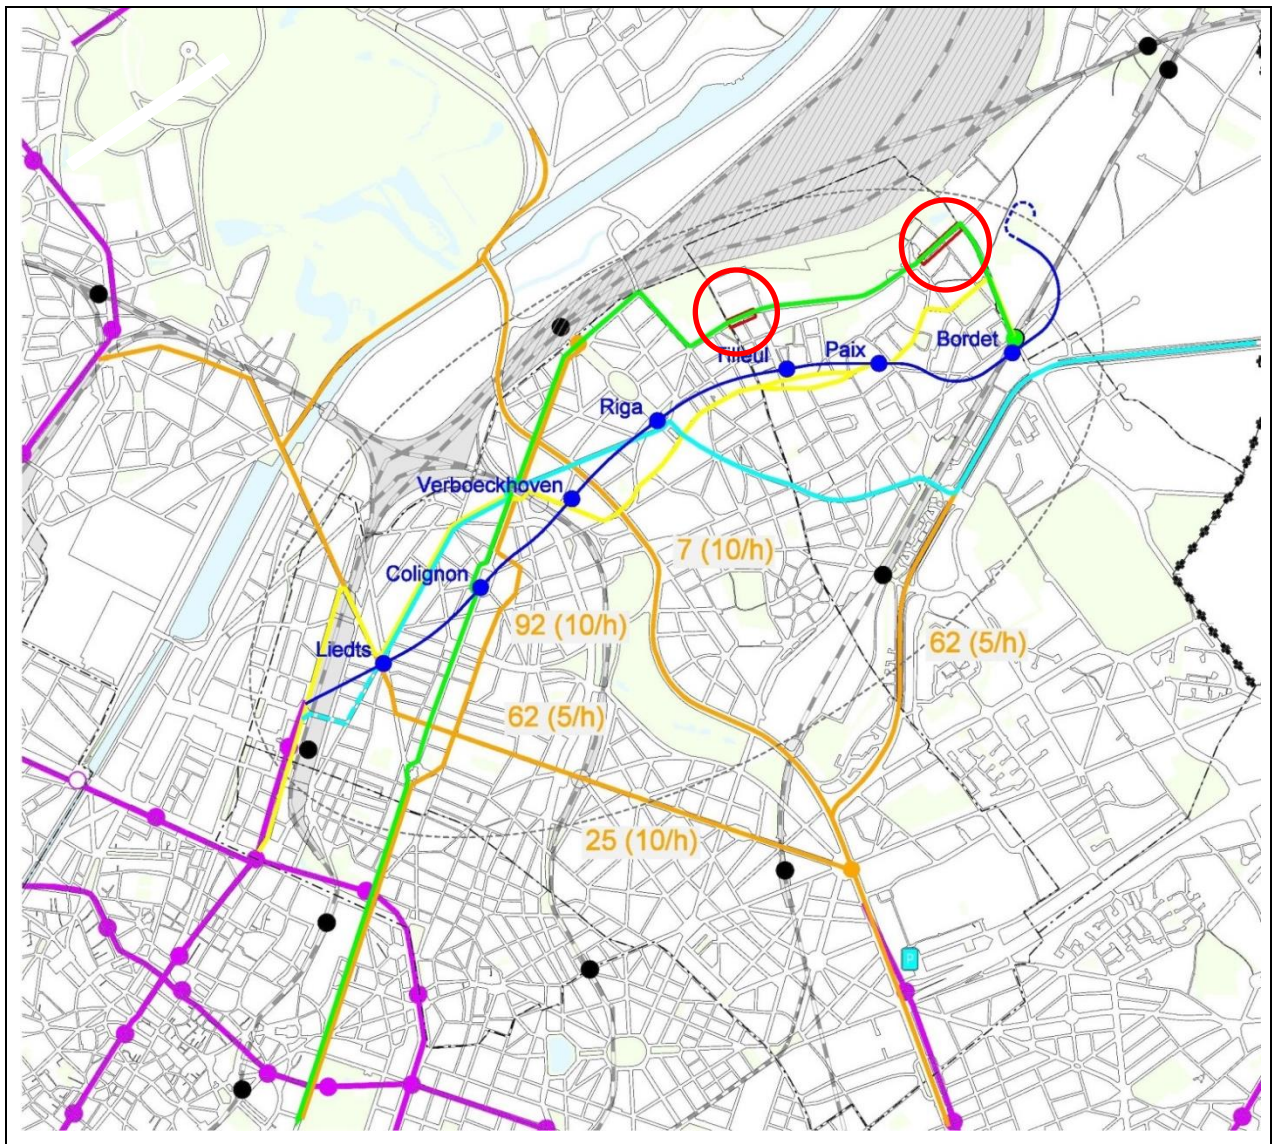 Tilleul
Paix
Bordet
Riga
Verboeckhoven
7 (10/h)
Colignon
92 (10/h)
62 (5/h)
Liedts
62 (5/h)
25 (10/h)
P